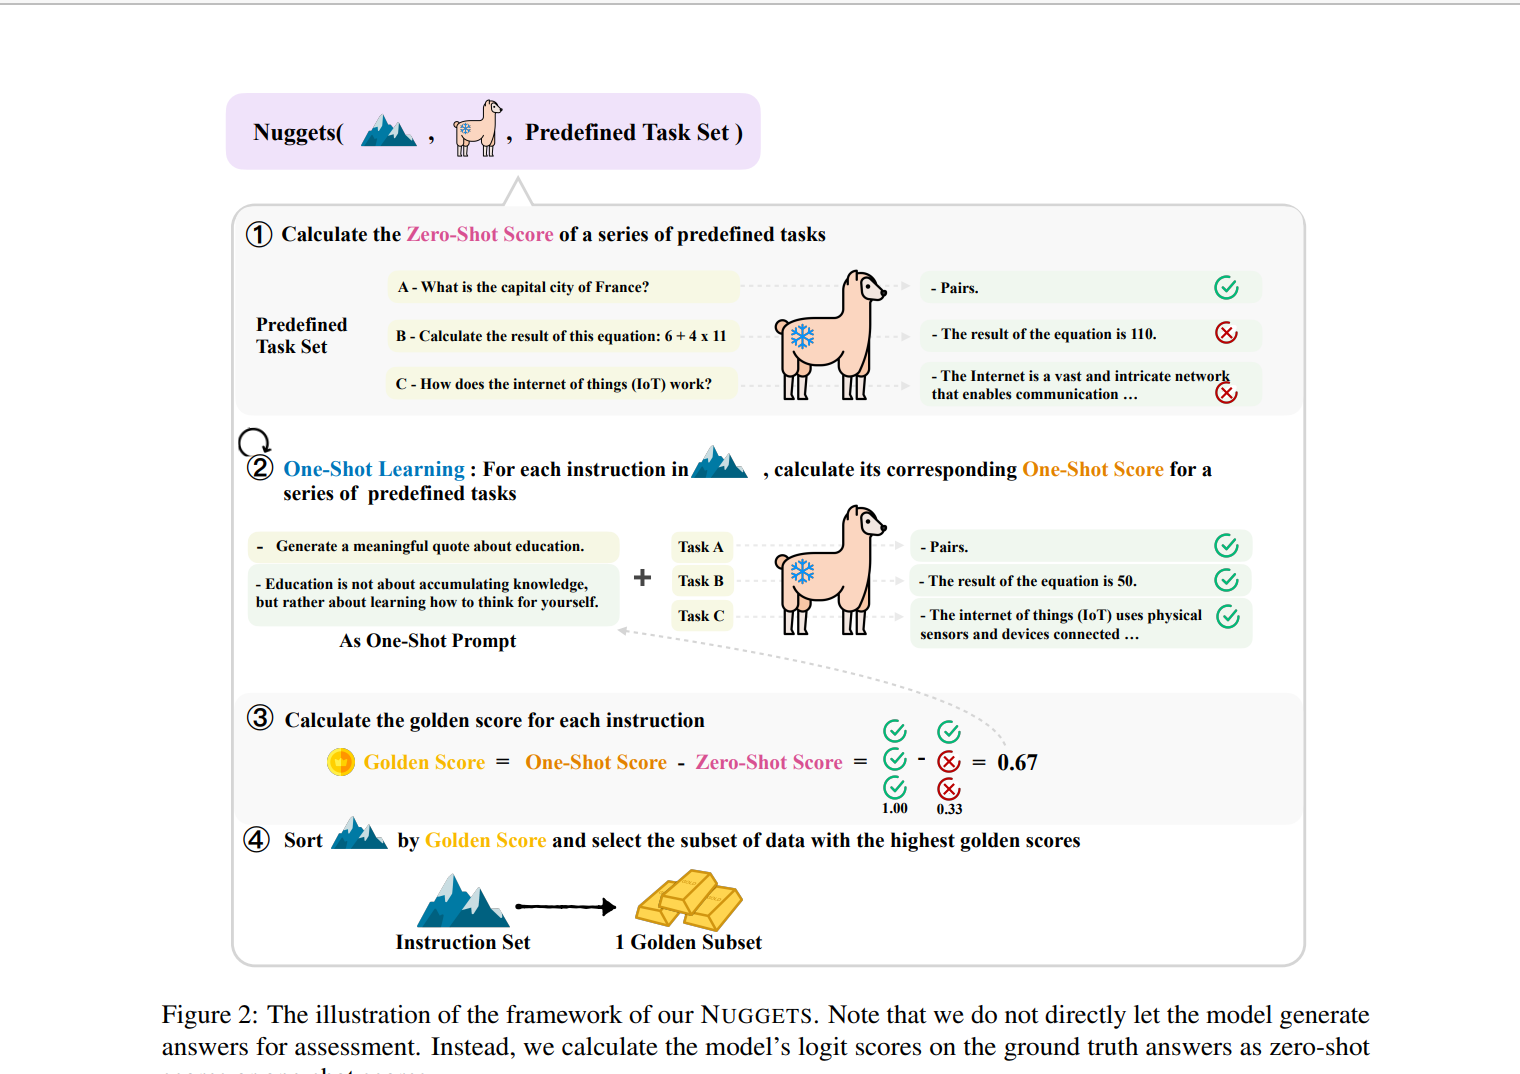 Nuggets( , , Predefined Task Set )
① Calculate the Zero-Shot Score of a series of predefined tasks
Predefined
Task Set
A - What is the capital city of France?
- Pairs.
B - Calculate the result of this equation: 6 + 4 x 11
- The result of the equation is 110.
C - How does the internet of things (IoT) work?
- The Internet is a vast and intricate network
that enables communication ...
② One-Shot Learning : For each instruction in , calculate its corresponding One-Shot Score for a
series of predefined tasks
- Generate a meaningful quote about education.
- Education is not about accumulating knowledge,
but rather about learning how to think for yourself.
As One-Shot Prompt
+
Task A
Task B
Task C
- Pairs.
- The result of the equation is 50.
- The internet of things (IoT) uses physical
sensors and devices connected ...
③ Calculate the golden score for each instruction
Golden Score = One-Shot Score - Zero-Shot Score = - = 0.67
1.00 0.33
④ Sort by Golden Score and select the subset of data with the highest golden scores
Instruction Set
1 Golden Subset
Figure 2: The illustration of the framework of our NUGGETS. Note that we do not directly let the model generate
answers for assessment. Instead, we calculate the model's logit scores on the ground truth answers as zero-shot